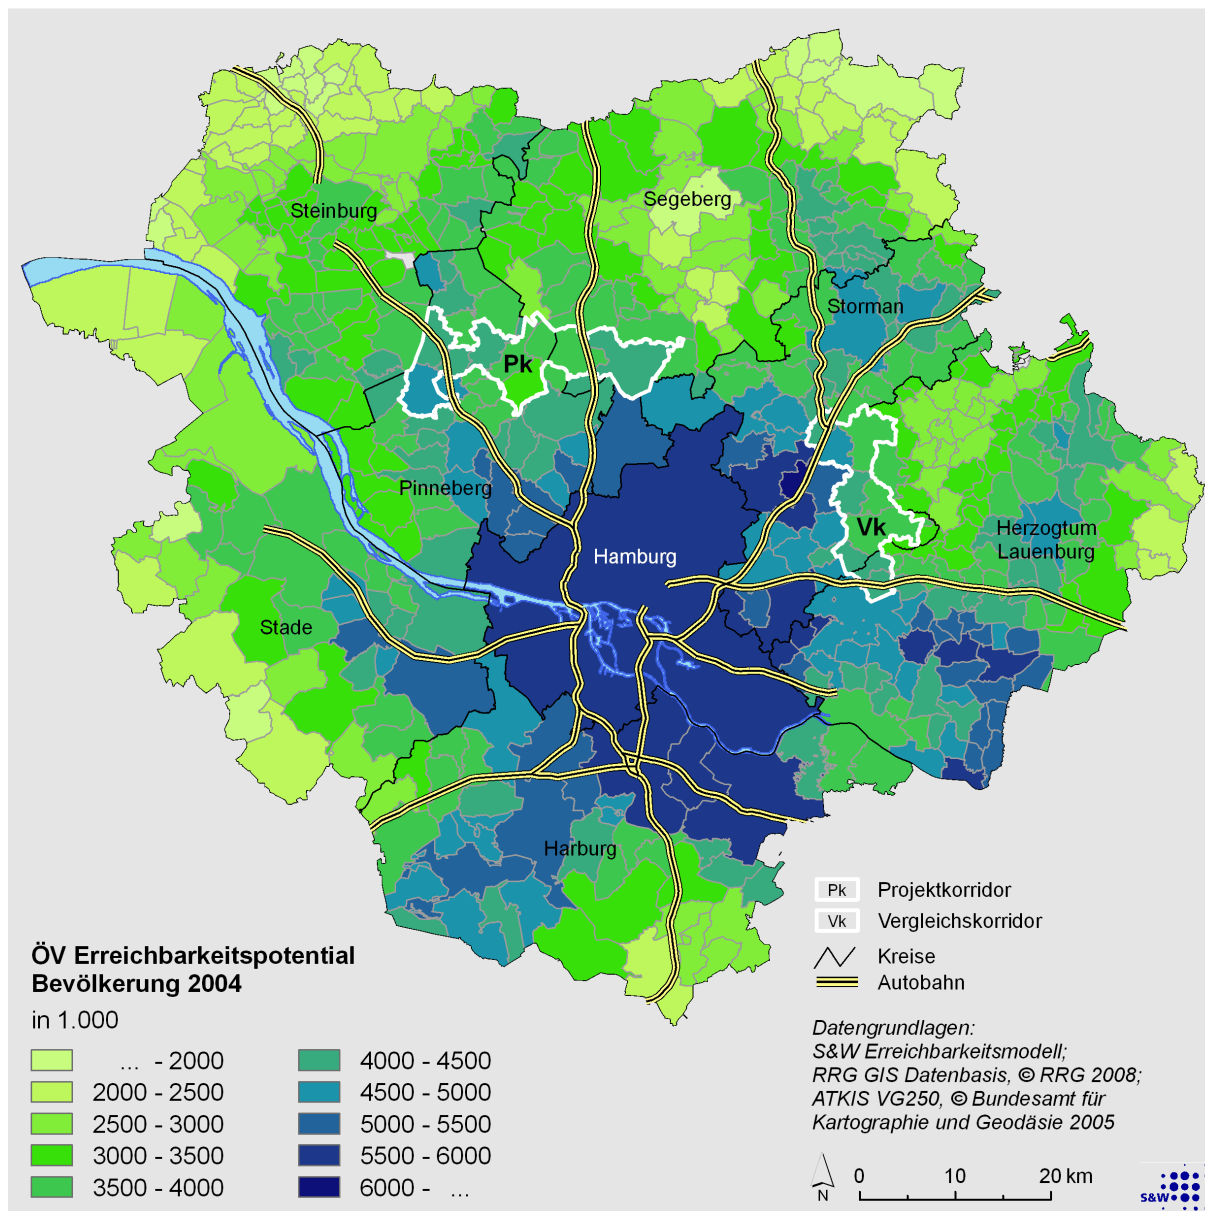 Steinburg
Segeberg
Storman
Pk
Pinneberg
Hamburg
Vk
Herzogtum
Lauenburg
Stade
Harburg
ÖV Erreichbarkeitspotential
Bevölkerung 2004
in 1.000
... - 2000
2000 - 2500
2500 - 3000
3000 - 3500
3500 - 4000
4000 - 4500
4500 - 5000
5000 - 5500
5500 - 6000
6000 - ...
Pk Projektkorridor
Vk Vergleichskorridor
Kreise
Autobahn
Datengrundlagen:
S&W Erreichbarkeitsmodell;
RRG GIS Datenbasis, © RRG 2008;
ATKIS VG250, © Bundesamt für
Kartographie und Geodäsie 2005
N
0 10 20 km
S&W